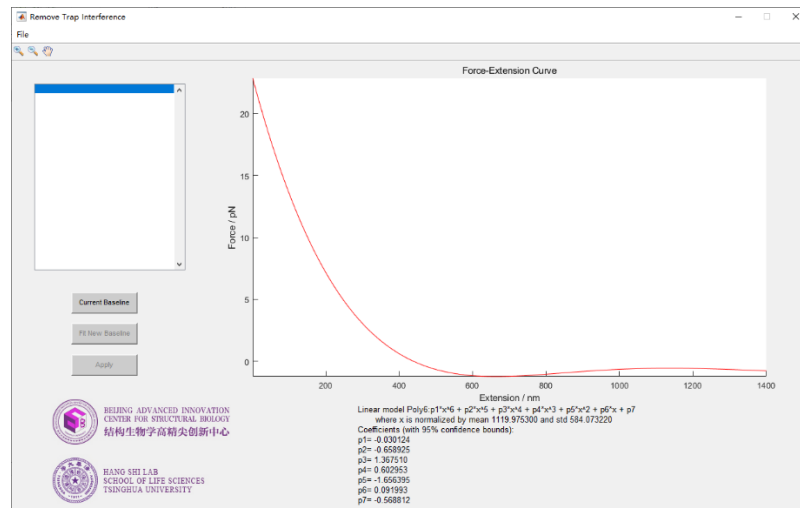 Remove Trap Interference
File
Force-Extension Curve
Force / pN
20
15
10
5
0
200
400
600
800
1000
1200
1400
Extension / nm
Current Baseline
Fit New Baseline
Apply
BEIJING ADVANCED INNOVATION
CENTER FOR STRUCTURAL BIOLOGY
结构生物学高精尖创新中心
HANG SHI LAB
SCHOOL OF LIFE SCIENCES
TSINGHUA UNIVERSITY
Linear model Poly6:p1*x^6 + p2*x^5 + p3*x^4 + p4*x^3 + p5*x^2 + p6*x + p7
where x is normalized by mean 1119.975300 and std 584.073220
Coefficients (with 95% confidence bounds):
p1= -0.030124
p2= -0.658925
p3= 1.367510
p4= 0.602953
p5= -1.656395
p6= 0.091993
p7= -0.568812